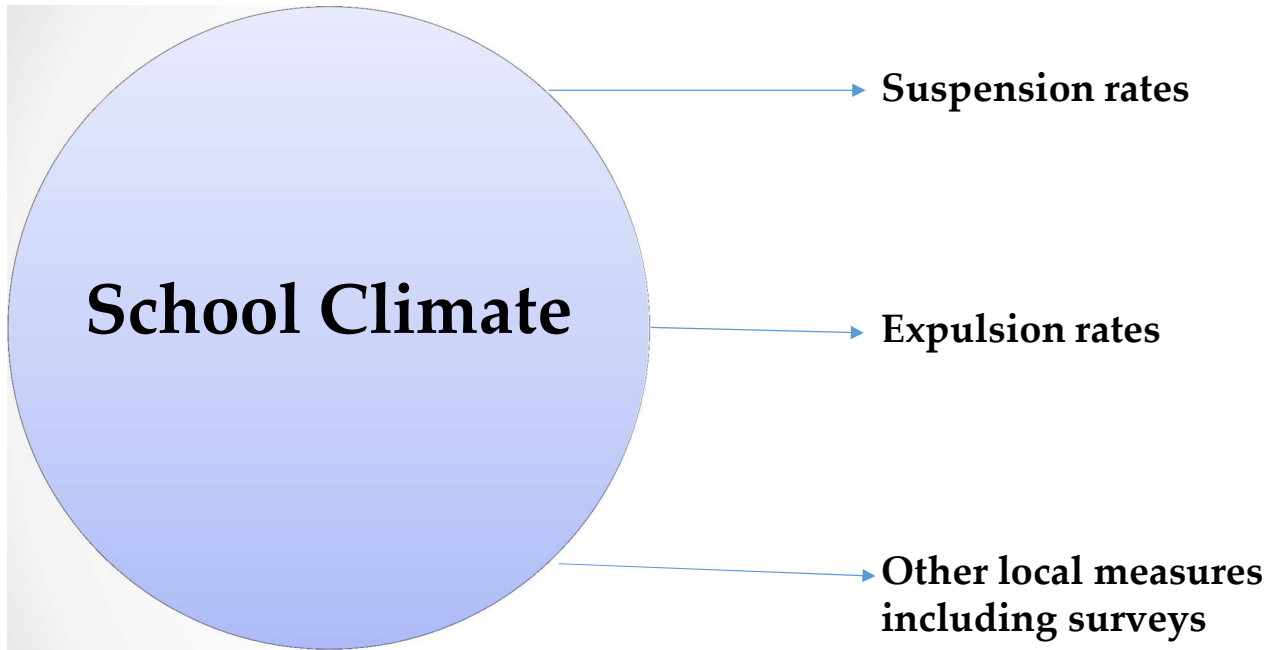 Suspension rates
School Climate
Expulsion rates
Other local measures
including surveys